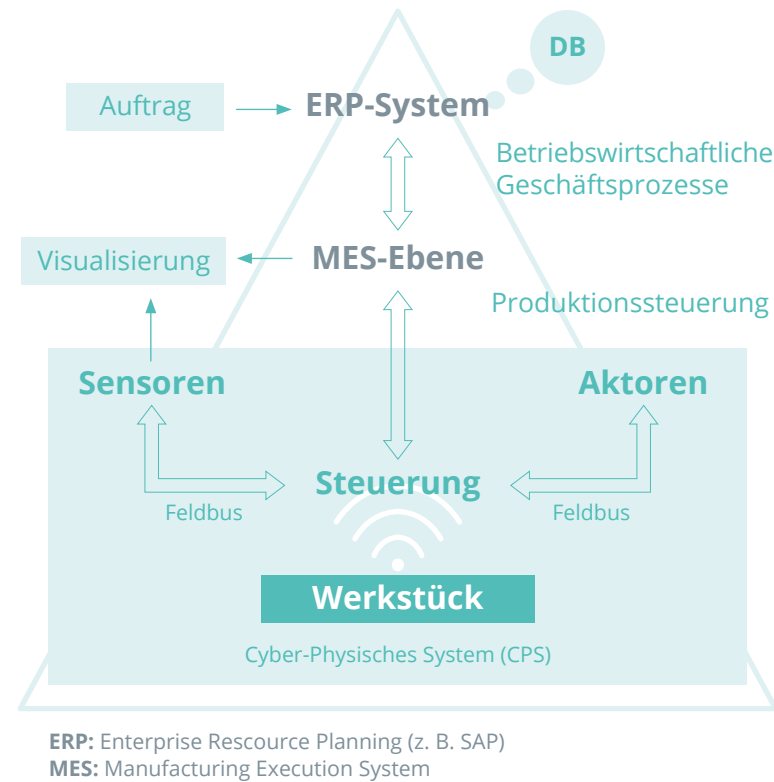 DB
Auftrag
ERP-System
Betriebswirtschaftliche
Geschäftsprozesse
Visualisierung
MES-Ebene
Produktionssteuerung
Sensoren
Aktoren
Steuerung
Feldbus
Feldbus
Werkstück
Cyber-Physisches System (CPS)
ERP: Enterprise Rescource Planning (z. B. SAP)
MES: Manufacturing Execution System